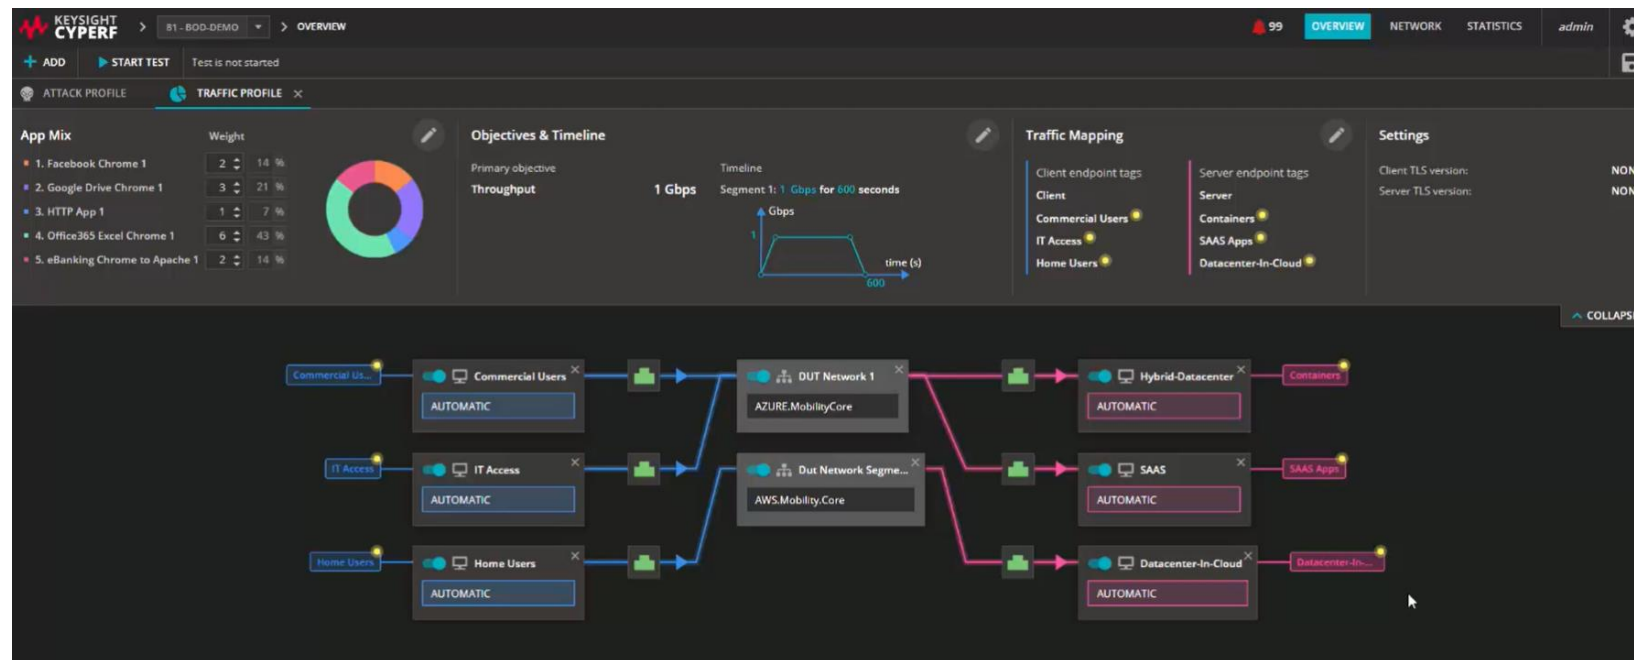 KEYSIGHT
CYPERF > 81 - BOD-DEMO > OVERVIEW 99 OVERVIEW NETWORK STATISTICS admin
+ ADD START TEST Test is not started
ATTACK PROFILE TRAFFIC PROFILE ×
App Mix Weight
1. Facebook Chrome 1 2 14 %
2. Google Drive Chrome 1 3 21 %
3. HTTP App 1 1 7 %
4. Office365 Excel Chrome 1 6 43 %
5. eBanking Chrome to Apache 1 2 14 %
Objectives & Timeline
Primary objective
Throughput 1 Gbps
Timeline
Segment 1: 1 Gbps for 600 seconds
Gbps
1
time (s)
600
Traffic Mapping
Client endpoint tags
Client
Commercial Users
IT Access
Home Users
Server endpoint tags
Server
Containers
SAAS Apps
Datacenter-In-Cloud
Settings
Client TLS version: NON
Server TLS version: NON
COLLAPS
Commercial Us... Commercial Users DUT Network 1 Hybrid-Datacenter Containers
AUTOMATIC AZURE.MobilityCore AUTOMATIC
IT Access IT Access Dut Network Segme... SAAS SAAS Apps
AUTOMATIC AWS.Mobility.Core AUTOMATIC
Home Users Home Users Datacenter-In-Cloud Datacenter-In-...
AUTOMATIC AUTOMATIC